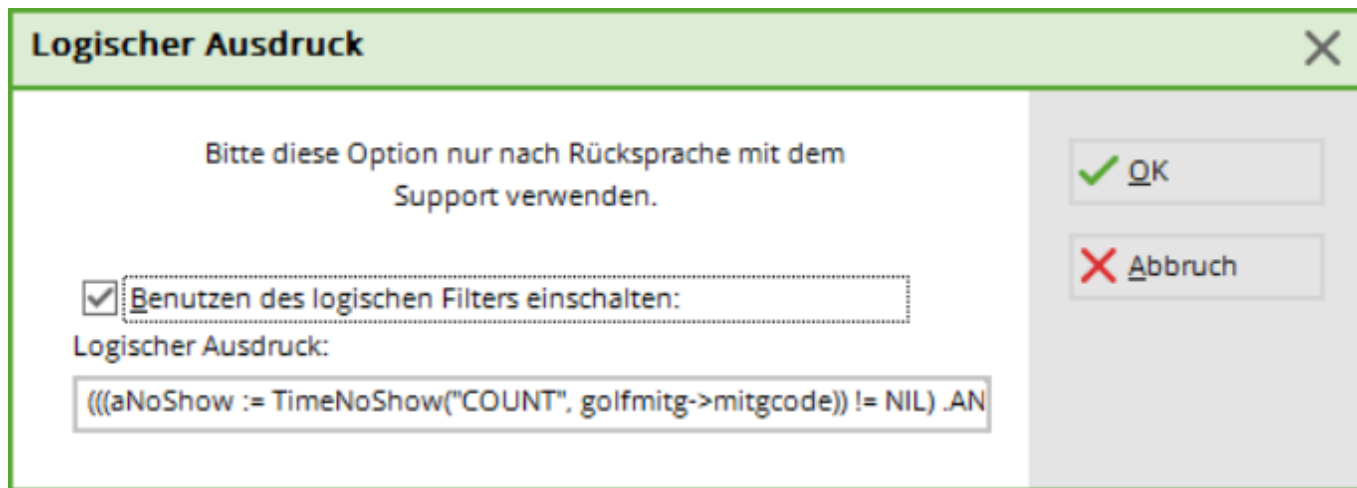 Logischer Ausdruck
Bitte diese Option nur nach Rücksprache mit dem
Support verwenden.
OK
Abbruch
Benutzen des logischen Filters einschalten:
Logischer Ausdruck:
(((aNoShow := TimeNoShow("COUNT", golfmitg->mitgcode)) != NIL) .AN